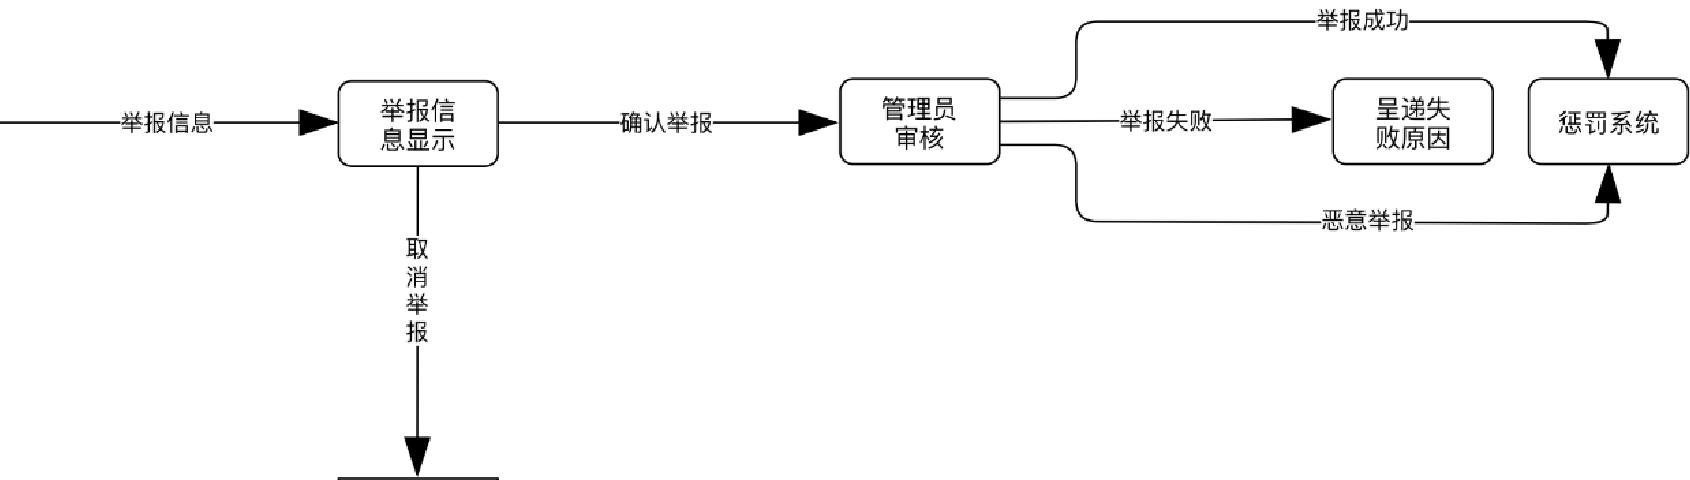 举报成功
举报信息
举报信
息显示
确认举报
管理员
审核
举报失败
呈递失
败原因
惩罚系统
恶意举报
取
消
举
报